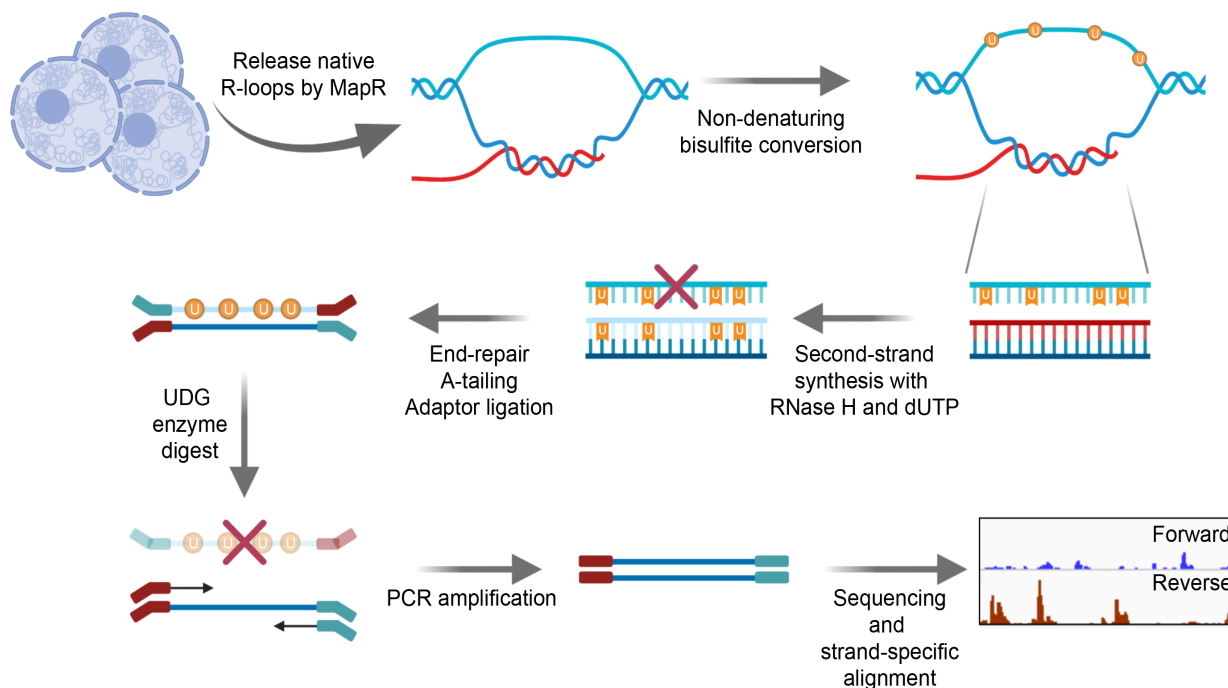 Release native
R-loops by MapR
Non-denaturing
bisulfite conversion
U U U U
U U U U
Second-strand
synthesis with
RNase H and dUTP
U U U U
U U U U
End-repair
A-tailing
Adaptor ligation
U U U U
UDG
enzyme
digest
U U U U
PCR amplification
Sequencing
and
strand-specific
alignment
Forward
Reverse